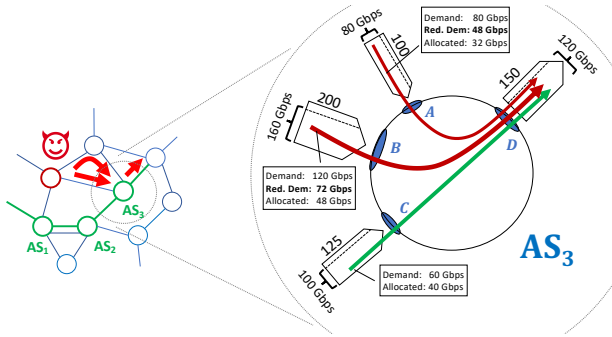 80 Gbps
100
Demand: 80 Gbps
Red. Dem: 48 Gbps
Allocated: 32 Gbps
120 Gbps
150
160 Gbps
200
A
B
D
Demand: 120 Gbps
Red. Dem: 72 Gbps
Allocated: 48 Gbps
C
125
100 Gbps
Demand: 60 Gbps
Allocated: 40 Gbps
AS3
AS3
AS1
AS2